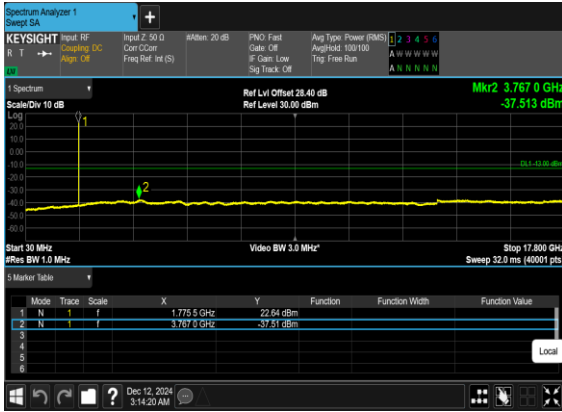 Spectrum Analyzer 1
Swept SA
+
KEYSIGHT Input: RF Input Z: 50 Ω #Atten: 20 dB PNO: Fast Avg Type: Power (RMS) 1 2 3 4 5 6
R T Coupling: DC Corr CCorr Gate: Off Avg|Hold: 100/100 A W W W W W
Align: Off Freq Ref: Int (S) IF Gain: Low Trig: Free Run
Sig Track: Off A N N N N N
1 Spectrum Ref Lvl Offset 28.40 dB Mkr2 3.767 0 GHz
Scale/Div 10 dB Ref Level 30.00 dBm -37.513 dBm
Log
1
20.0
10.0
0.00
-10.0
DL1 -13.00 dBm
-20.0
-30.0
2
-40.0
-50.0
-60.0
Start 30 MHz Video BW 3.0 MHz* Stop 17.800 GHz
#Res BW 1.0 MHz Sweep 32.0 ms (40001 pts)
5 Marker Table
Mode Trace Scale X Y Function Function Width Function Value
1 N 1 f 1.775 5 GHz 22.64 dBm
2 N 1 f 3.767 0 GHz -37.51 dBm
3
4
5
6
Local
? Dec 12, 2024
3:14:20 AM